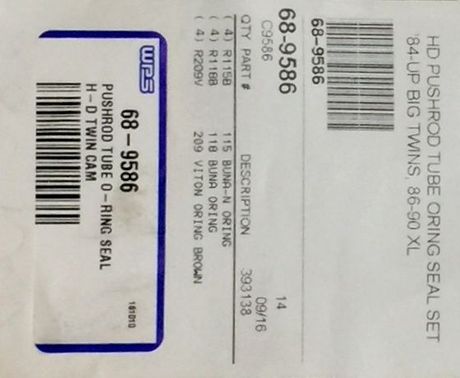 HD PUSHROD TUBE ORING SEAL SET
'84-UP BIG TWINS, 86-90 XL
68-9586
68-9586
14
C9586
09/16
QTY PART # DESCRIPTION 393138
( 4) R115B 115 BUNA-N ORING
( 4) R118B 118 BUNA ORING
( 4) R209V 209 VITON ORING BROWN
WPS
68-9586
PUSHROD TUBE O-RING SEAL
H-D TWIN CAM
161010